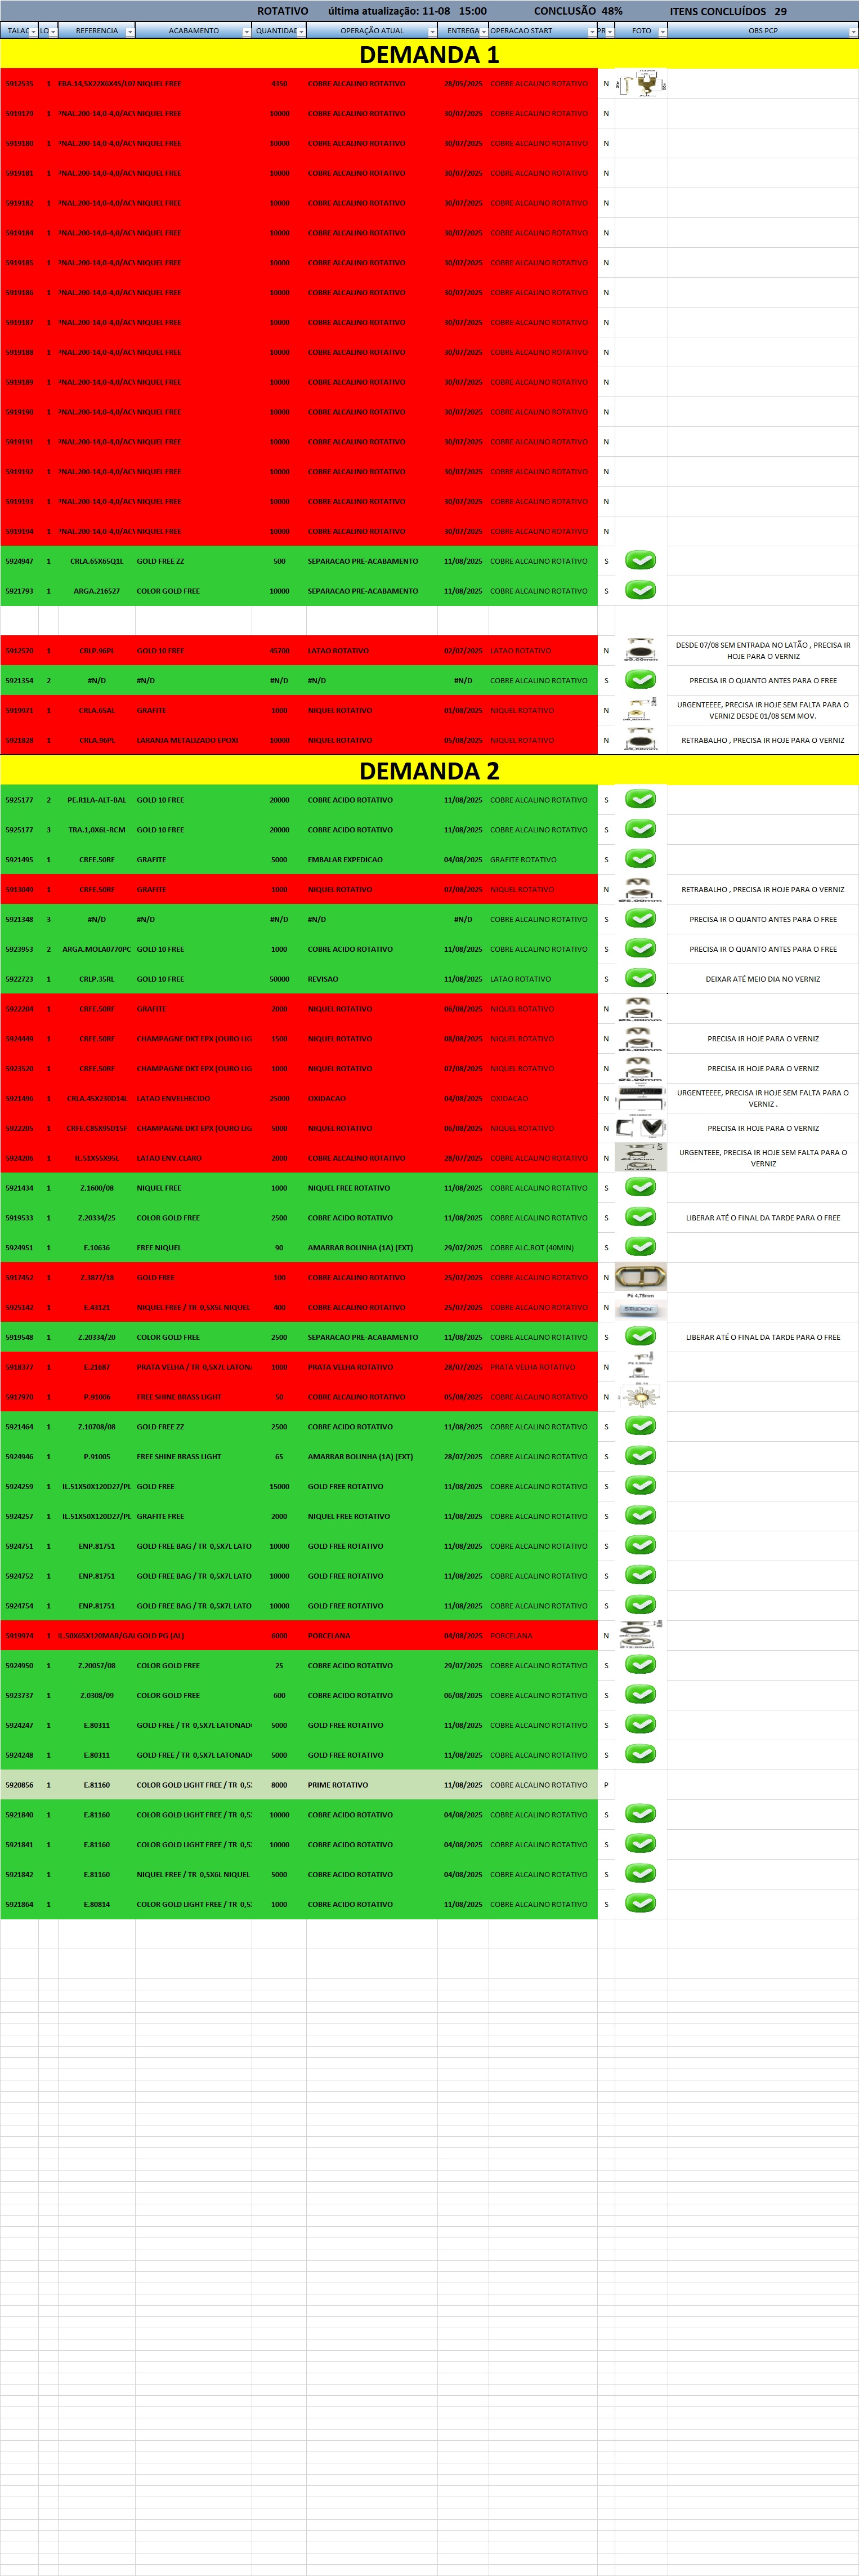 ROTATIVO última atualização: 11-08 15:00 CONCLUSÃO 48% ITENS CONCLUÍDOS 29
TALAC LO REFERENCIA ACABAMENTO QUANTIDAD OPERAÇÃO ATUAL ENTREGA OPERACAO START PR FOTO OBS PCP
DEMANDA 1
5912535 1 EBA.14,5X22X6X45/107 NIQUEL FREE 4350 COBRE ALCALINO ROTATIVO 28/05/2025 COBRE ALCALINO ROTATIVO N
5919179 1 PNAL.200-14,0-4,0/ACV NIQUEL FREE 10000 COBRE ALCALINO ROTATIVO 30/07/2025 COBRE ALCALINO ROTATIVO N
5919180 1 PNAL.200-14,0-4,0/ACV NIQUEL FREE 10000 COBRE ALCALINO ROTATIVO 30/07/2025 COBRE ALCALINO ROTATIVO N
5919181 1 PNAL.200-14,0-4,0/ACV NIQUEL FREE 10000 COBRE ALCALINO ROTATIVO 30/07/2025 COBRE ALCALINO ROTATIVO N
5919182 1 PNAL.200-14,0-4,0/ACV NIQUEL FREE 10000 COBRE ALCALINO ROTATIVO 30/07/2025 COBRE ALCALINO ROTATIVO N
5919184 1 PNAL.200-14,0-4,0/ACV NIQUEL FREE 10000 COBRE ALCALINO ROTATIVO 30/07/2025 COBRE ALCALINO ROTATIVO N
5919185 1 PNAL.200-14,0-4,0/ACV NIQUEL FREE 10000 COBRE ALCALINO ROTATIVO 30/07/2025 COBRE ALCALINO ROTATIVO N
5919186 1 PNAL.200-14,0-4,0/ACV NIQUEL FREE 10000 COBRE ALCALINO ROTATIVO 30/07/2025 COBRE ALCALINO ROTATIVO N
5919187 1 PNAL.200-14,0-4,0/ACV NIQUEL FREE 10000 COBRE ALCALINO ROTATIVO 30/07/2025 COBRE ALCALINO ROTATIVO N
5919188 1 PNAL.200-14,0-4,0/ACV NIQUEL FREE 10000 COBRE ALCALINO ROTATIVO 30/07/2025 COBRE ALCALINO ROTATIVO N
5919189 1 PNAL.200-14,0-4,0/ACV NIQUEL FREE 10000 COBRE ALCALINO ROTATIVO 30/07/2025 COBRE ALCALINO ROTATIVO N
5919190 1 PNAL.200-14,0-4,0/ACV NIQUEL FREE 10000 COBRE ALCALINO ROTATIVO 30/07/2025 COBRE ALCALINO ROTATIVO N
5919191 1 PNAL.200-14,0-4,0/ACV NIQUEL FREE 10000 COBRE ALCALINO ROTATIVO 30/07/2025 COBRE ALCALINO ROTATIVO N
5919192 1 PNAL.200-14,0-4,0/ACV NIQUEL FREE 10000 COBRE ALCALINO ROTATIVO 30/07/2025 COBRE ALCALINO ROTATIVO N
5919193 1 PNAL.200-14,0-4,0/ACV NIQUEL FREE 10000 COBRE ALCALINO ROTATIVO 30/07/2025 COBRE ALCALINO ROTATIVO N
5919194 1 PNAL.200-14,0-4,0/ACV NIQUEL FREE 10000 COBRE ALCALINO ROTATIVO 30/07/2025 COBRE ALCALINO ROTATIVO N
5924947 1 CRLA.65X65Q1L GOLD FREE ZZ 500 SEPARACAO PRE-ACABAMENTO 11/08/2025 COBRE ALCALINO ROTATIVO S
5921793 1 ARGA.216527 COLOR GOLD FREE 10000 SEPARACAO PRE-ACABAMENTO 11/08/2025 COBRE ALCALINO ROTATIVO S
5912570 1 CRLP.96PL GOLD 10 FREE 45700 LATAO ROTATIVO 02/07/2025 LATAO ROTATIVO N DESDE 07/08 SEM ENTRADA NO LATÃO , PRECISA IR
HOJE PARA O VERNIZ
5921354 2 #N/D #N/D #N/D #N/D #N/D COBRE ALCALINO ROTATIVO S PRECISA IR O QUANTO ANTES PARA O FREE
5919971 1 CRLA.65AL GRAFITE 1000 NIQUEL ROTATIVO 01/08/2025 NIQUEL ROTATIVO N URGENTEEEE, PRECISA IR HOJE SEM FALTA PARA O
VERNIZ DESDE 01/08 SEM MOV.
5921828 1 CRLA.96PL LARANJA METALIZADO EPOXI 10000 NIQUEL ROTATIVO 05/08/2025 NIQUEL ROTATIVO N RETRABALHO , PRECISA IR HOJE PARA O VERNIZ
DEMANDA 2
5925177 2 PE.R1LA-ALT-BAL GOLD 10 FREE 20000 COBRE ACIDO ROTATIVO 11/08/2025 COBRE ALCALINO ROTATIVO S
5925177 3 TRA.1,0X6L-RCM GOLD 10 FREE 20000 COBRE ACIDO ROTATIVO 11/08/2025 COBRE ALCALINO ROTATIVO S
5921495 1 CRFE.50RF GRAFITE 5000 EMBALAR EXPEDICAO 04/08/2025 GRAFITE ROTATIVO S
5913049 1 CRFE.50RF GRAFITE 1000 NIQUEL ROTATIVO 07/08/2025 NIQUEL ROTATIVO N RETRABALHO , PRECISA IR HOJE PARA O VERNIZ
5921348 3 #N/D #N/D #N/D #N/D #N/D COBRE ALCALINO ROTATIVO S PRECISA IR O QUANTO ANTES PARA O FREE
5923953 2 ARGA.MOLA0770PC GOLD 10 FREE 1000 COBRE ACIDO ROTATIVO 11/08/2025 COBRE ALCALINO ROTATIVO S PRECISA IR O QUANTO ANTES PARA O FREE
5922723 1 CRLP.35RL GOLD 10 FREE 50000 REVISAO 11/08/2025 LATAO ROTATIVO S DEIXAR ATÉ MEIO DIA NO VERNIZ
5922204 1 CRFE.50RF GRAFITE 2000 NIQUEL ROTATIVO 06/08/2025 NIQUEL ROTATIVO N
5924449 1 CRFE.50RF CHAMPAGNE DKT EPX (OURO LIG 1500 NIQUEL ROTATIVO 08/08/2025 NIQUEL ROTATIVO N PRECISA IR HOJE PARA O VERNIZ
5923520 1 CRFE.50RF CHAMPAGNE DKT EPX (OURO LIG 1000 NIQUEL ROTATIVO 07/08/2025 NIQUEL ROTATIVO N PRECISA IR HOJE PARA O VERNIZ
5921496 1 CRLA.45X230D14L LATAO ENVELHECIDO 25000 OXIDACAO 04/08/2025 OXIDACAO N URGENTEEEE, PRECISA IR HOJE SEM FALTA PARA O
VERNIZ .
5922205 1 CRFE.C85X95D15F CHAMPAGNE DKT EPX (OURO LIG 5000 NIQUEL ROTATIVO 06/08/2025 NIQUEL ROTATIVO N PRECISA IR HOJE PARA O VERNIZ
5924206 1 IL.51X55X95L LATAO ENV.CLARO 2000 COBRE ALCALINO ROTATIVO 28/07/2025 COBRE ALCALINO ROTATIVO N URGENTEEE, PRECISA IR HOJE SEM FALTA PARA O
VERNIZ
5921434 1 Z.1600/08 NIQUEL FREE 1000 NIQUEL FREE ROTATIVO 11/08/2025 COBRE ALCALINO ROTATIVO S
5919533 1 Z.20334/25 COLOR GOLD FREE 2500 COBRE ACIDO ROTATIVO 11/08/2025 COBRE ALCALINO ROTATIVO S LIBERAR ATÉ O FINAL DA TARDE PARA O FREE
5924951 1 E.10636 FREE NIQUEL 90 AMARRAR BOLINHA (1A) (EXT) 29/07/2025 COBRE ALC.ROT (40MIN) S
5917452 1 Z.3877/18 GOLD FREE 100 COBRE ALCALINO ROTATIVO 25/07/2025 COBRE ALCALINO ROTATIVO N
5925142 1 E.43121 NIQUEL FREE / TR 0,5X5L NIQUEL 400 COBRE ALCALINO ROTATIVO 25/07/2025 COBRE ALCALINO ROTATIVO N Pé 4,75mm
5919548 1 Z.20334/20 COLOR GOLD FREE 2500 SEPARACAO PRE-ACABAMENTO 11/08/2025 COBRE ALCALINO ROTATIVO S LIBERAR ATÉ O FINAL DA TARDE PARA O FREE
5918377 1 E.21687 PRATA VELHA / TR 0,5X7L LATON 1000 PRATA VELHA ROTATIVO 28/07/2025 PRATA VELHA ROTATIVO N
5917970 1 P.91006 FREE SHINE BRASS LIGHT 50 COBRE ALCALINO ROTATIVO 05/08/2025 COBRE ALCALINO ROTATIVO N
5921464 1 Z.10708/08 GOLD FREE ZZ 2500 COBRE ACIDO ROTATIVO 11/08/2025 COBRE ALCALINO ROTATIVO S
5924946 1 P.91005 FREE SHINE BRASS LIGHT 65 AMARRAR BOLINHA (1A) (EXT) 28/07/2025 COBRE ALCALINO ROTATIVO S
5924259 1 IL.51X50X120D27/PL GOLD FREE 15000 GOLD FREE ROTATIVO 11/08/2025 COBRE ALCALINO ROTATIVO S
5924257 1 IL.51X50X120D27/PL GRAFITE FREE 2000 NIQUEL FREE ROTATIVO 11/08/2025 COBRE ALCALINO ROTATIVO S
5924751 1 ENP.81751 GOLD FREE BAG / TR 0,5X7L LATO 10000 GOLD FREE ROTATIVO 11/08/2025 COBRE ALCALINO ROTATIVO S
5924752 1 ENP.81751 GOLD FREE BAG / TR 0,5X7L LATO 10000 GOLD FREE ROTATIVO 11/08/2025 COBRE ALCALINO ROTATIVO S
5924754 1 ENP.81751 GOLD FREE BAG / TR 0,5X7L LATO 10000 GOLD FREE ROTATIVO 11/08/2025 COBRE ALCALINO ROTATIVO S
5919974 1 IL.50X65X120MAR/GAL GOLD PG (AL) 6000 PORCELANA 04/08/2025 PORCELANA N
5924950 1 Z.20057/08 COLOR GOLD FREE 25 COBRE ACIDO ROTATIVO 29/07/2025 COBRE ALCALINO ROTATIVO S
5923737 1 Z.0308/09 COLOR GOLD FREE 600 COBRE ACIDO ROTATIVO 06/08/2025 COBRE ALCALINO ROTATIVO S
5924247 1 E.80311 GOLD FREE / TR 0,5X7L LATONAD 5000 GOLD FREE ROTATIVO 11/08/2025 COBRE ALCALINO ROTATIVO S
5924248 1 E.80311 GOLD FREE / TR 0,5X7L LATONAD 5000 GOLD FREE ROTATIVO 11/08/2025 COBRE ALCALINO ROTATIVO S
5920856 1 E.81160 COLOR GOLD LIGHT FREE / TR 0,5 8000 PRIME ROTATIVO 11/08/2025 COBRE ALCALINO ROTATIVO P
5921840 1 E.81160 COLOR GOLD LIGHT FREE / TR 0,5 10000 COBRE ACIDO ROTATIVO 04/08/2025 COBRE ALCALINO ROTATIVO S
5921841 1 E.81160 COLOR GOLD LIGHT FREE / TR 0,5 10000 COBRE ACIDO ROTATIVO 04/08/2025 COBRE ALCALINO ROTATIVO S
5921842 1 E.81160 NIQUEL FREE / TR 0,5X6L NIQUEL 5000 COBRE ACIDO ROTATIVO 04/08/2025 COBRE ALCALINO ROTATIVO S
5921864 1 E.80814 COLOR GOLD LIGHT FREE / TR 0,5 1000 COBRE ACIDO ROTATIVO 11/08/2025 COBRE ALCALINO ROTATIVO S